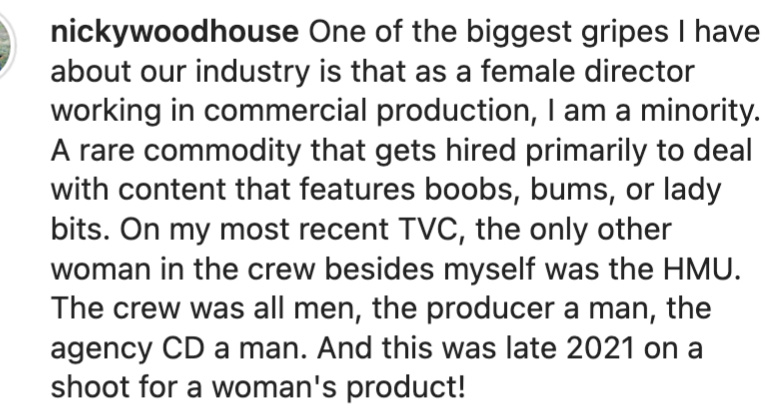 nickywoodhouse One of the biggest gripes I have
about our industry is that as a female director
working in commercial production, I am a minority.
A rare commodity that gets hired primarily to deal
with content that features boobs, bums, or lady
bits. On my most recent TVC, the only other
woman in the crew besides myself was the HMU.
The crew was all men, the producer a man, the
agency CD a man. And this was late 2021 on a
shoot for a woman's product!